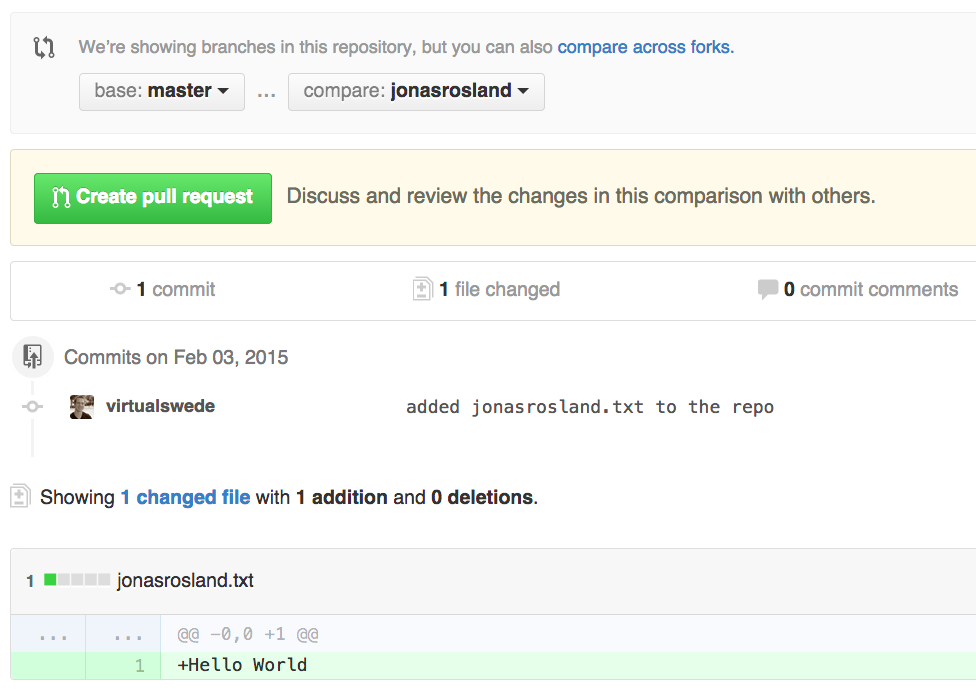 We're showing branches in this repository, but you can also compare across forks.
base: master ... compare: jonasrosland
Create pull request Discuss and review the changes in this comparison with others.
1 commit 1 file changed 0 commit comments
Commits on Feb 03, 2015
virtualswede added jonasrosland.txt to the repo
Showing 1 changed file with 1 addition and 0 deletions.
1 jonasrosland.txt
... ... @@ -0,0 +1 @@
1 +Hello World